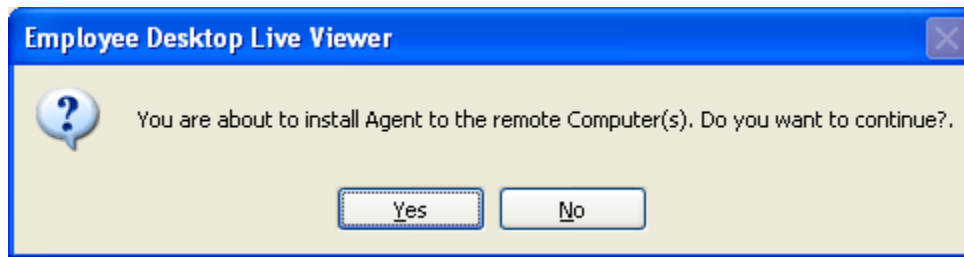 Employee Desktop Live Viewer
You are about to install Agent to the remote Computer(s). Do you want to continue?.
Yes
No